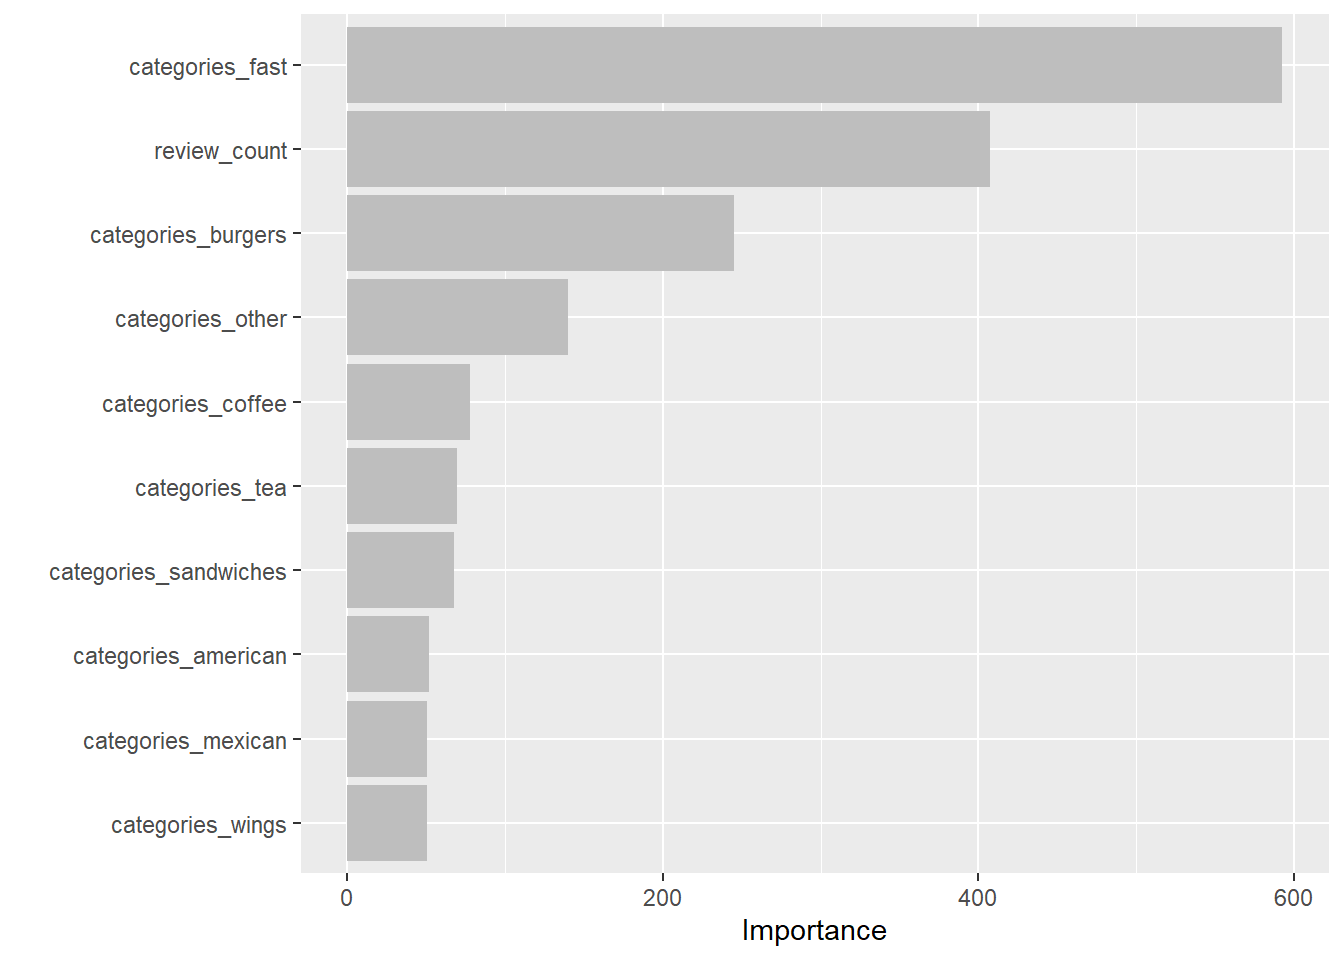 categories_fast
review_count
categories_burgers
categories_other
categories_coffee
categories_tea
categories_sandwiches
categories_american
categories_mexican
categories_wings
0 200 400 600
Importance